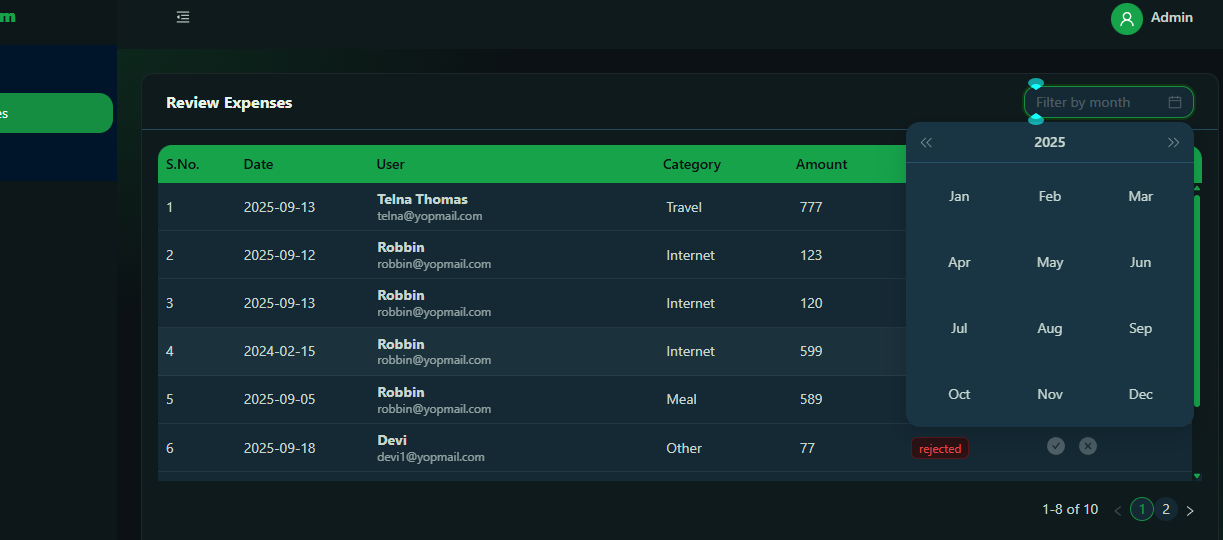 m
Admin
es
Review Expenses
Filter by month
2025
S.No. Date User Category Amount
Jan Feb Mar
Apr May Jun
Jul Aug Sep
Oct Nov Dec
1 2025-09-13 Telna Thomas Travel 777
telna@yopmail.com
2 2025-09-12 Robbin Internet 123
robbin@yopmail.com
3 2025-09-13 Robbin Internet 120
robbin@yopmail.com
4 2024-02-15 Robbin Internet 599
robbin@yopmail.com
5 2025-09-05 Robbin Meal 589
robbin@yopmail.com
6 2025-09-18 Devi Other 77 rejected
devi1@yopmail.com
1-8 of 10 1 2